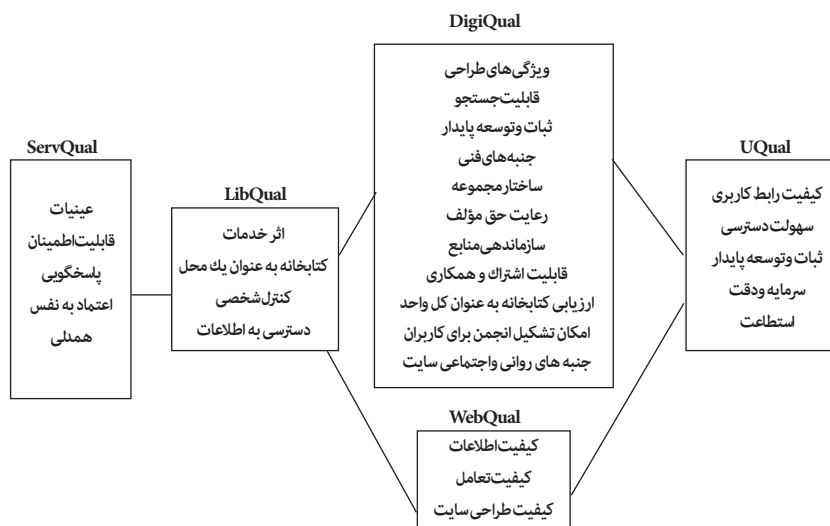 ServQual
عینیات
قابلیت‌اطمینان
پاسخگویی
اعتماد به نفس
همدلی
LibQual
اثر خدمات
کتابخانه به عنوان یك محل
کنترل‌شخصی
دسترسی به اطلاعات
DigiQual
ویژگی‌های‌طراحی
قابلیت‌جستجو
ثبات وتوسعه پایدار
جنبه‌های‌فنی
ساختارمجموعه
رعایت حق مؤلف
سازماندهی‌منابع
قابلیت اشتراك و همکاری
ارزیابی کتابخانه به عنوان کل واحد
امکان تشکیل انجمن برای کاربران
جنبه های روانی واجتماعی سایت
WebQual
کیفیت‌اطلاعات
کیفیت‌تعامل
کیفیت طراحی سایت
UQual
کیفیت رابط کاربری
سهولت‌دسترسی
ثبات وتوسعه پایدار
سرمایه ودقت
استطاعت